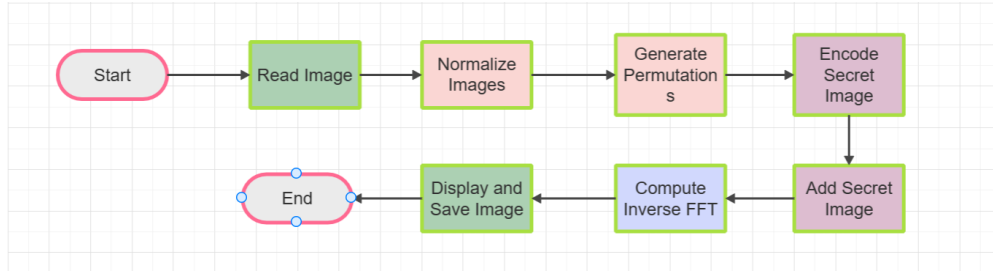 Start
Read Image
Normalize
Images
Generate
Permutation
s
Encode
Secret
Image
End
Display and
Save Image
Compute
Inverse FFT
Add Secret
Image